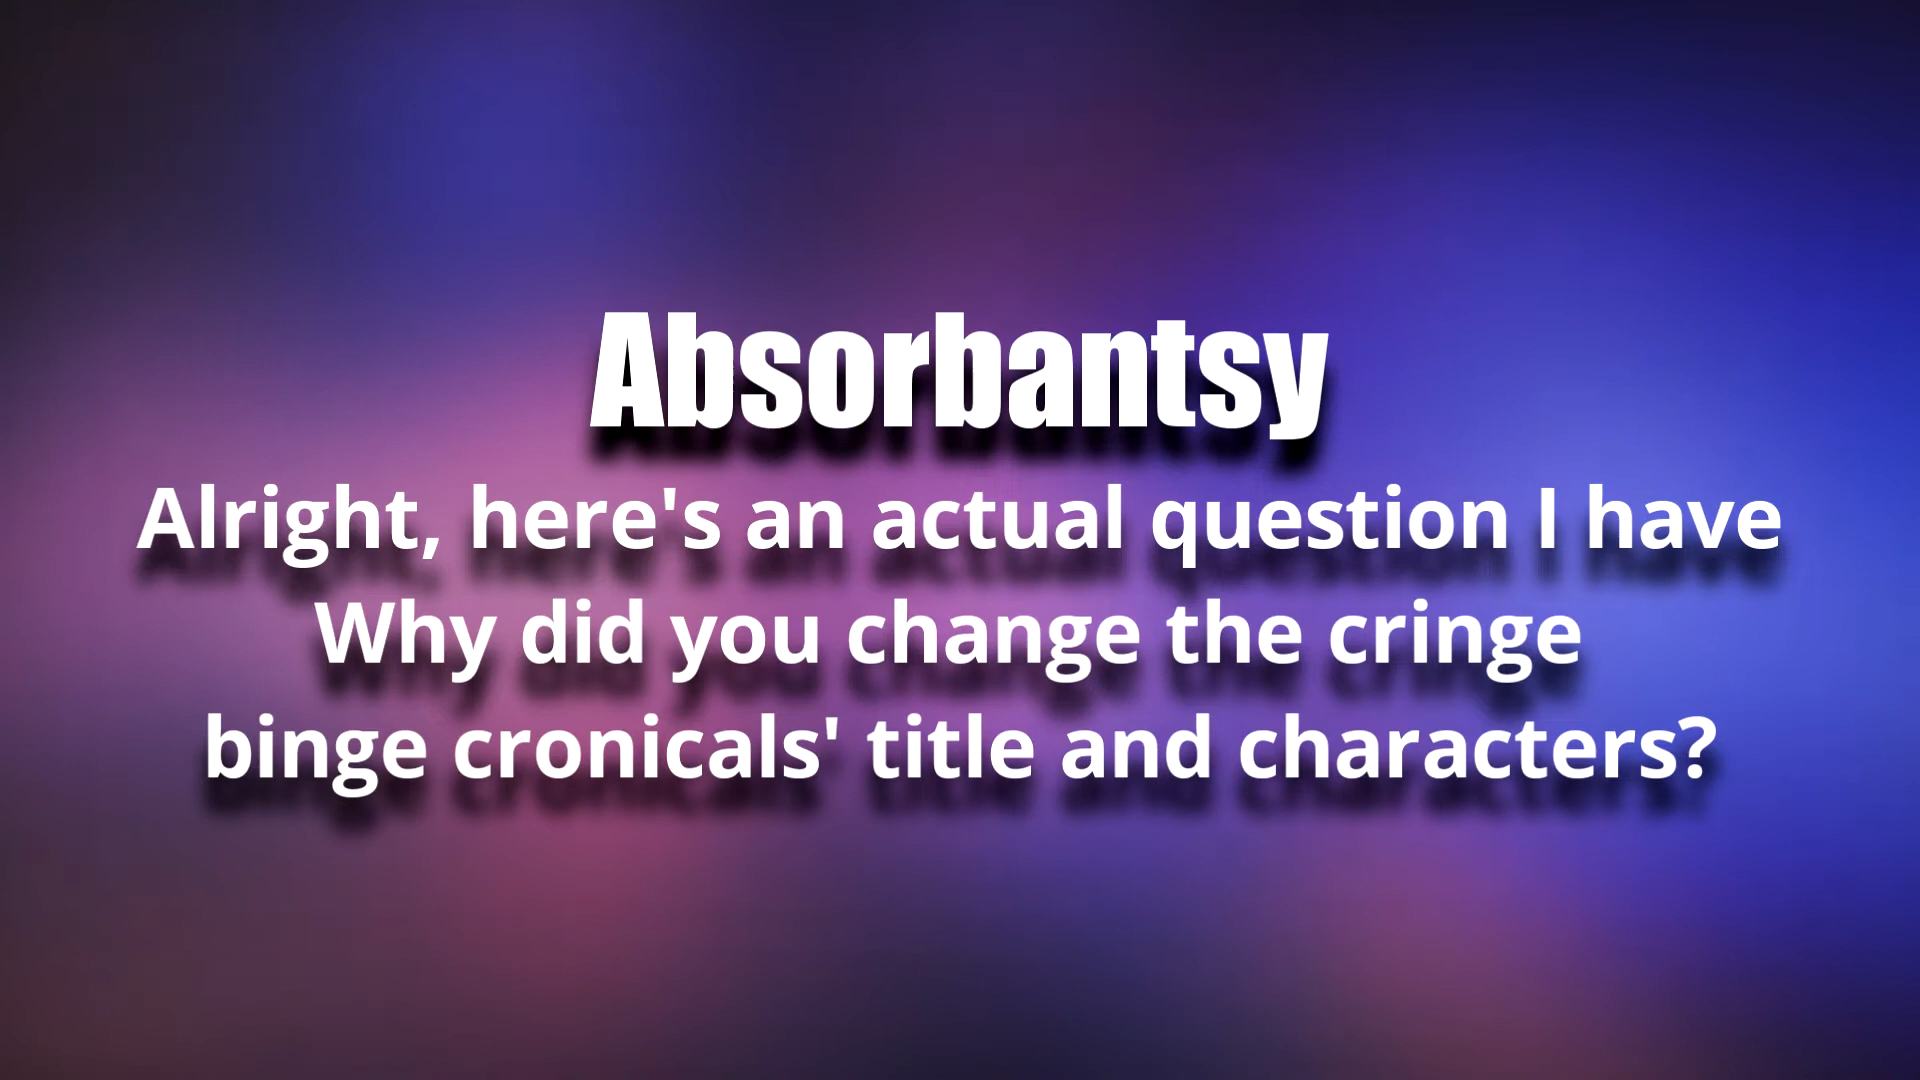 Absorbantsy
Alright, here's an actual question I have
Why did you change the cringe
binge cronicals' title and characters?